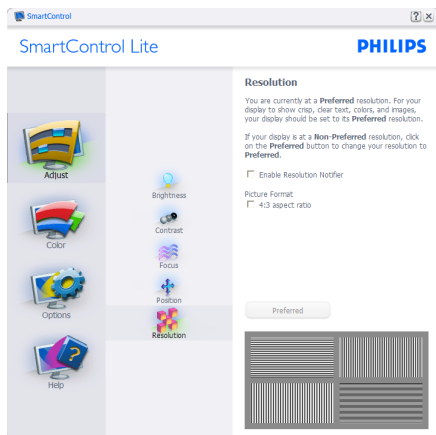 SmartControl
SmartControl Lite
PHILIPS
Adjust
Color
Options
Help
Brightness
Contrast
Focus
Position
Resolution
Resolution
You are currently at a Preferred resolution. For your
display to show crisp, clear text, colors, and images,
your display should be set to its Preferred resolution.
If your display is at a Non-Preferred resolution, click
on the Preferred button to change your resolution to
Preferred.
Enable Resolution Notifier
Picture Format
4:3 aspect ratio
Preferred